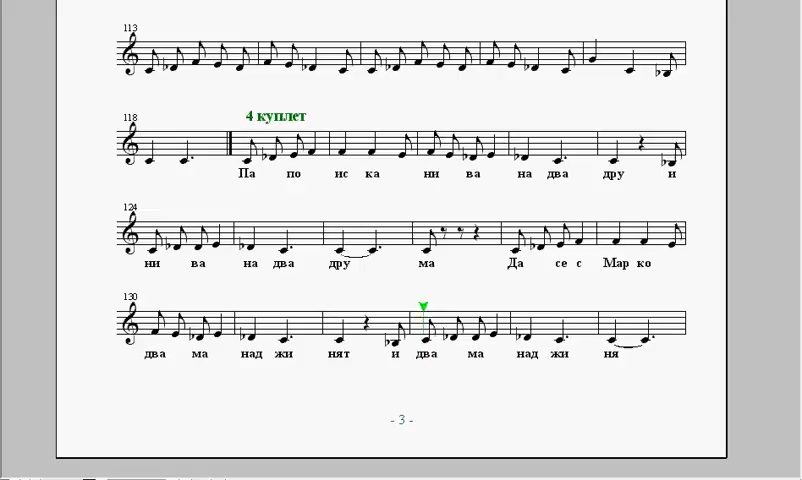 113
118
4 куплет
Па по ис ка ни ва на два дру и
124
ни ва на два дру ма Да се с Мар ко
130
два ма над жи нят и два ма над жи ня
- 3 -